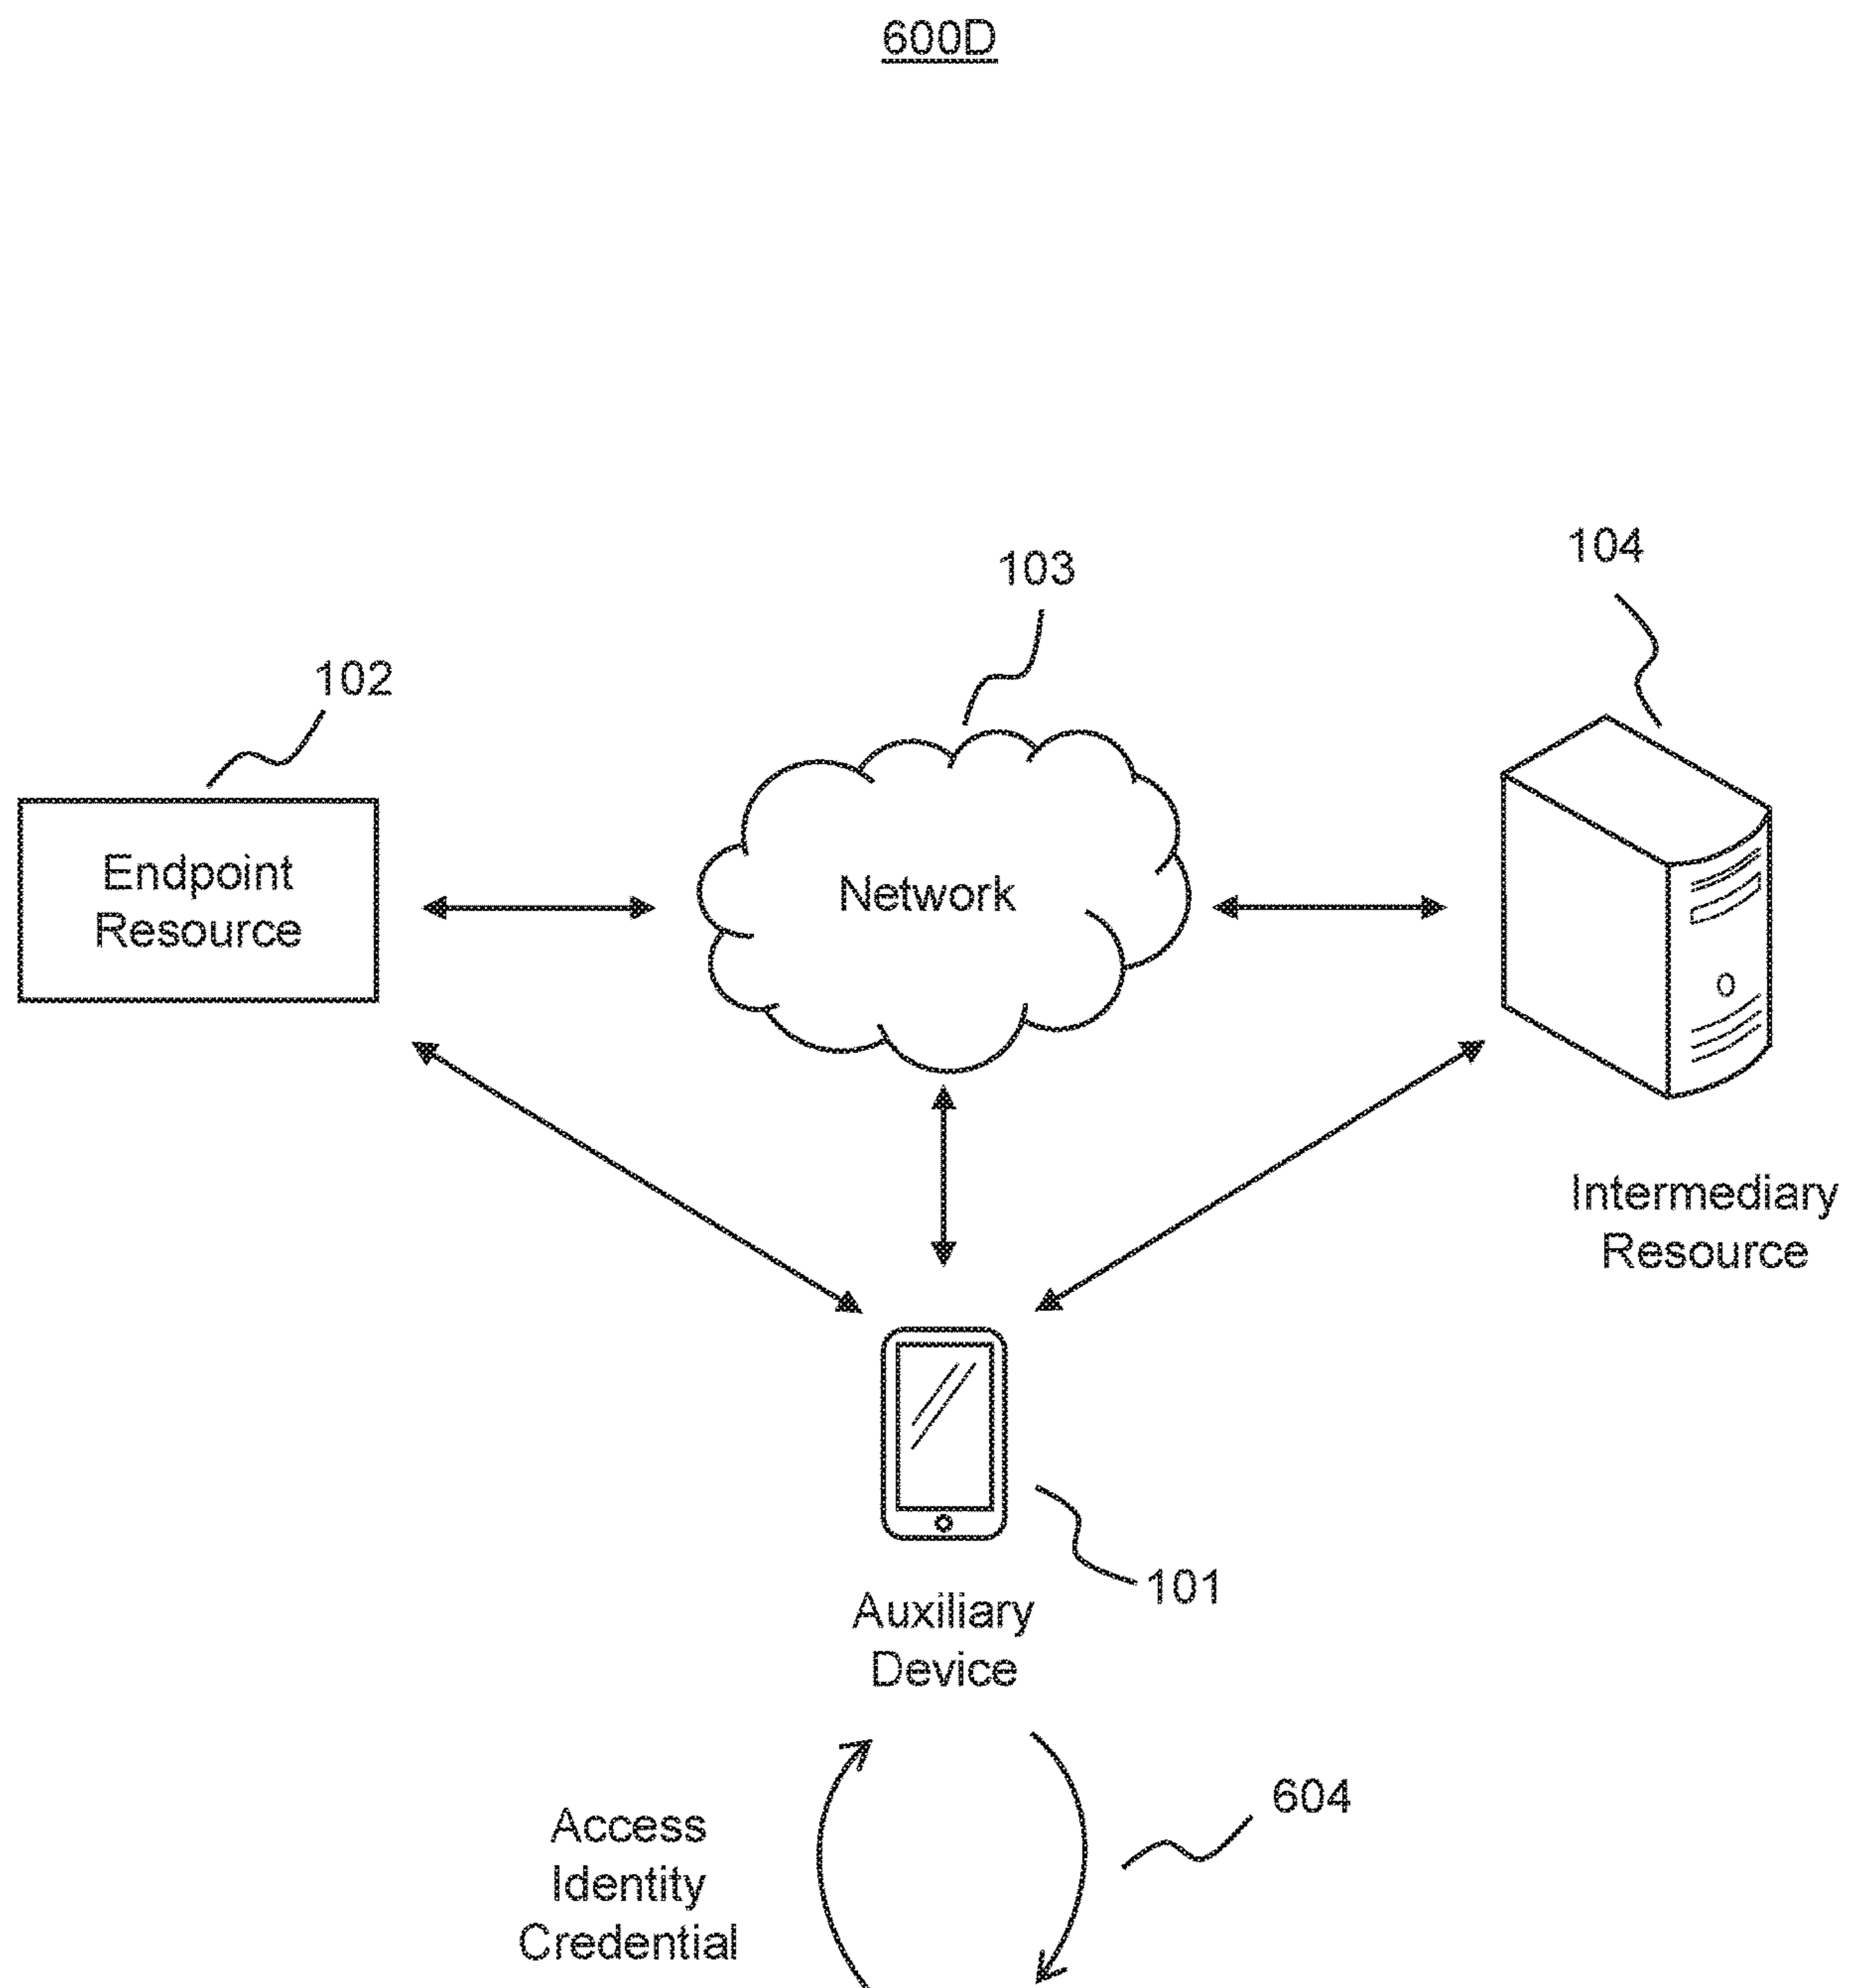 600D
103
104
102
Endpoint
Resource
Network
Intermediary
Resource
101
Auxiliary
Device
604
Access
Identity
Credential